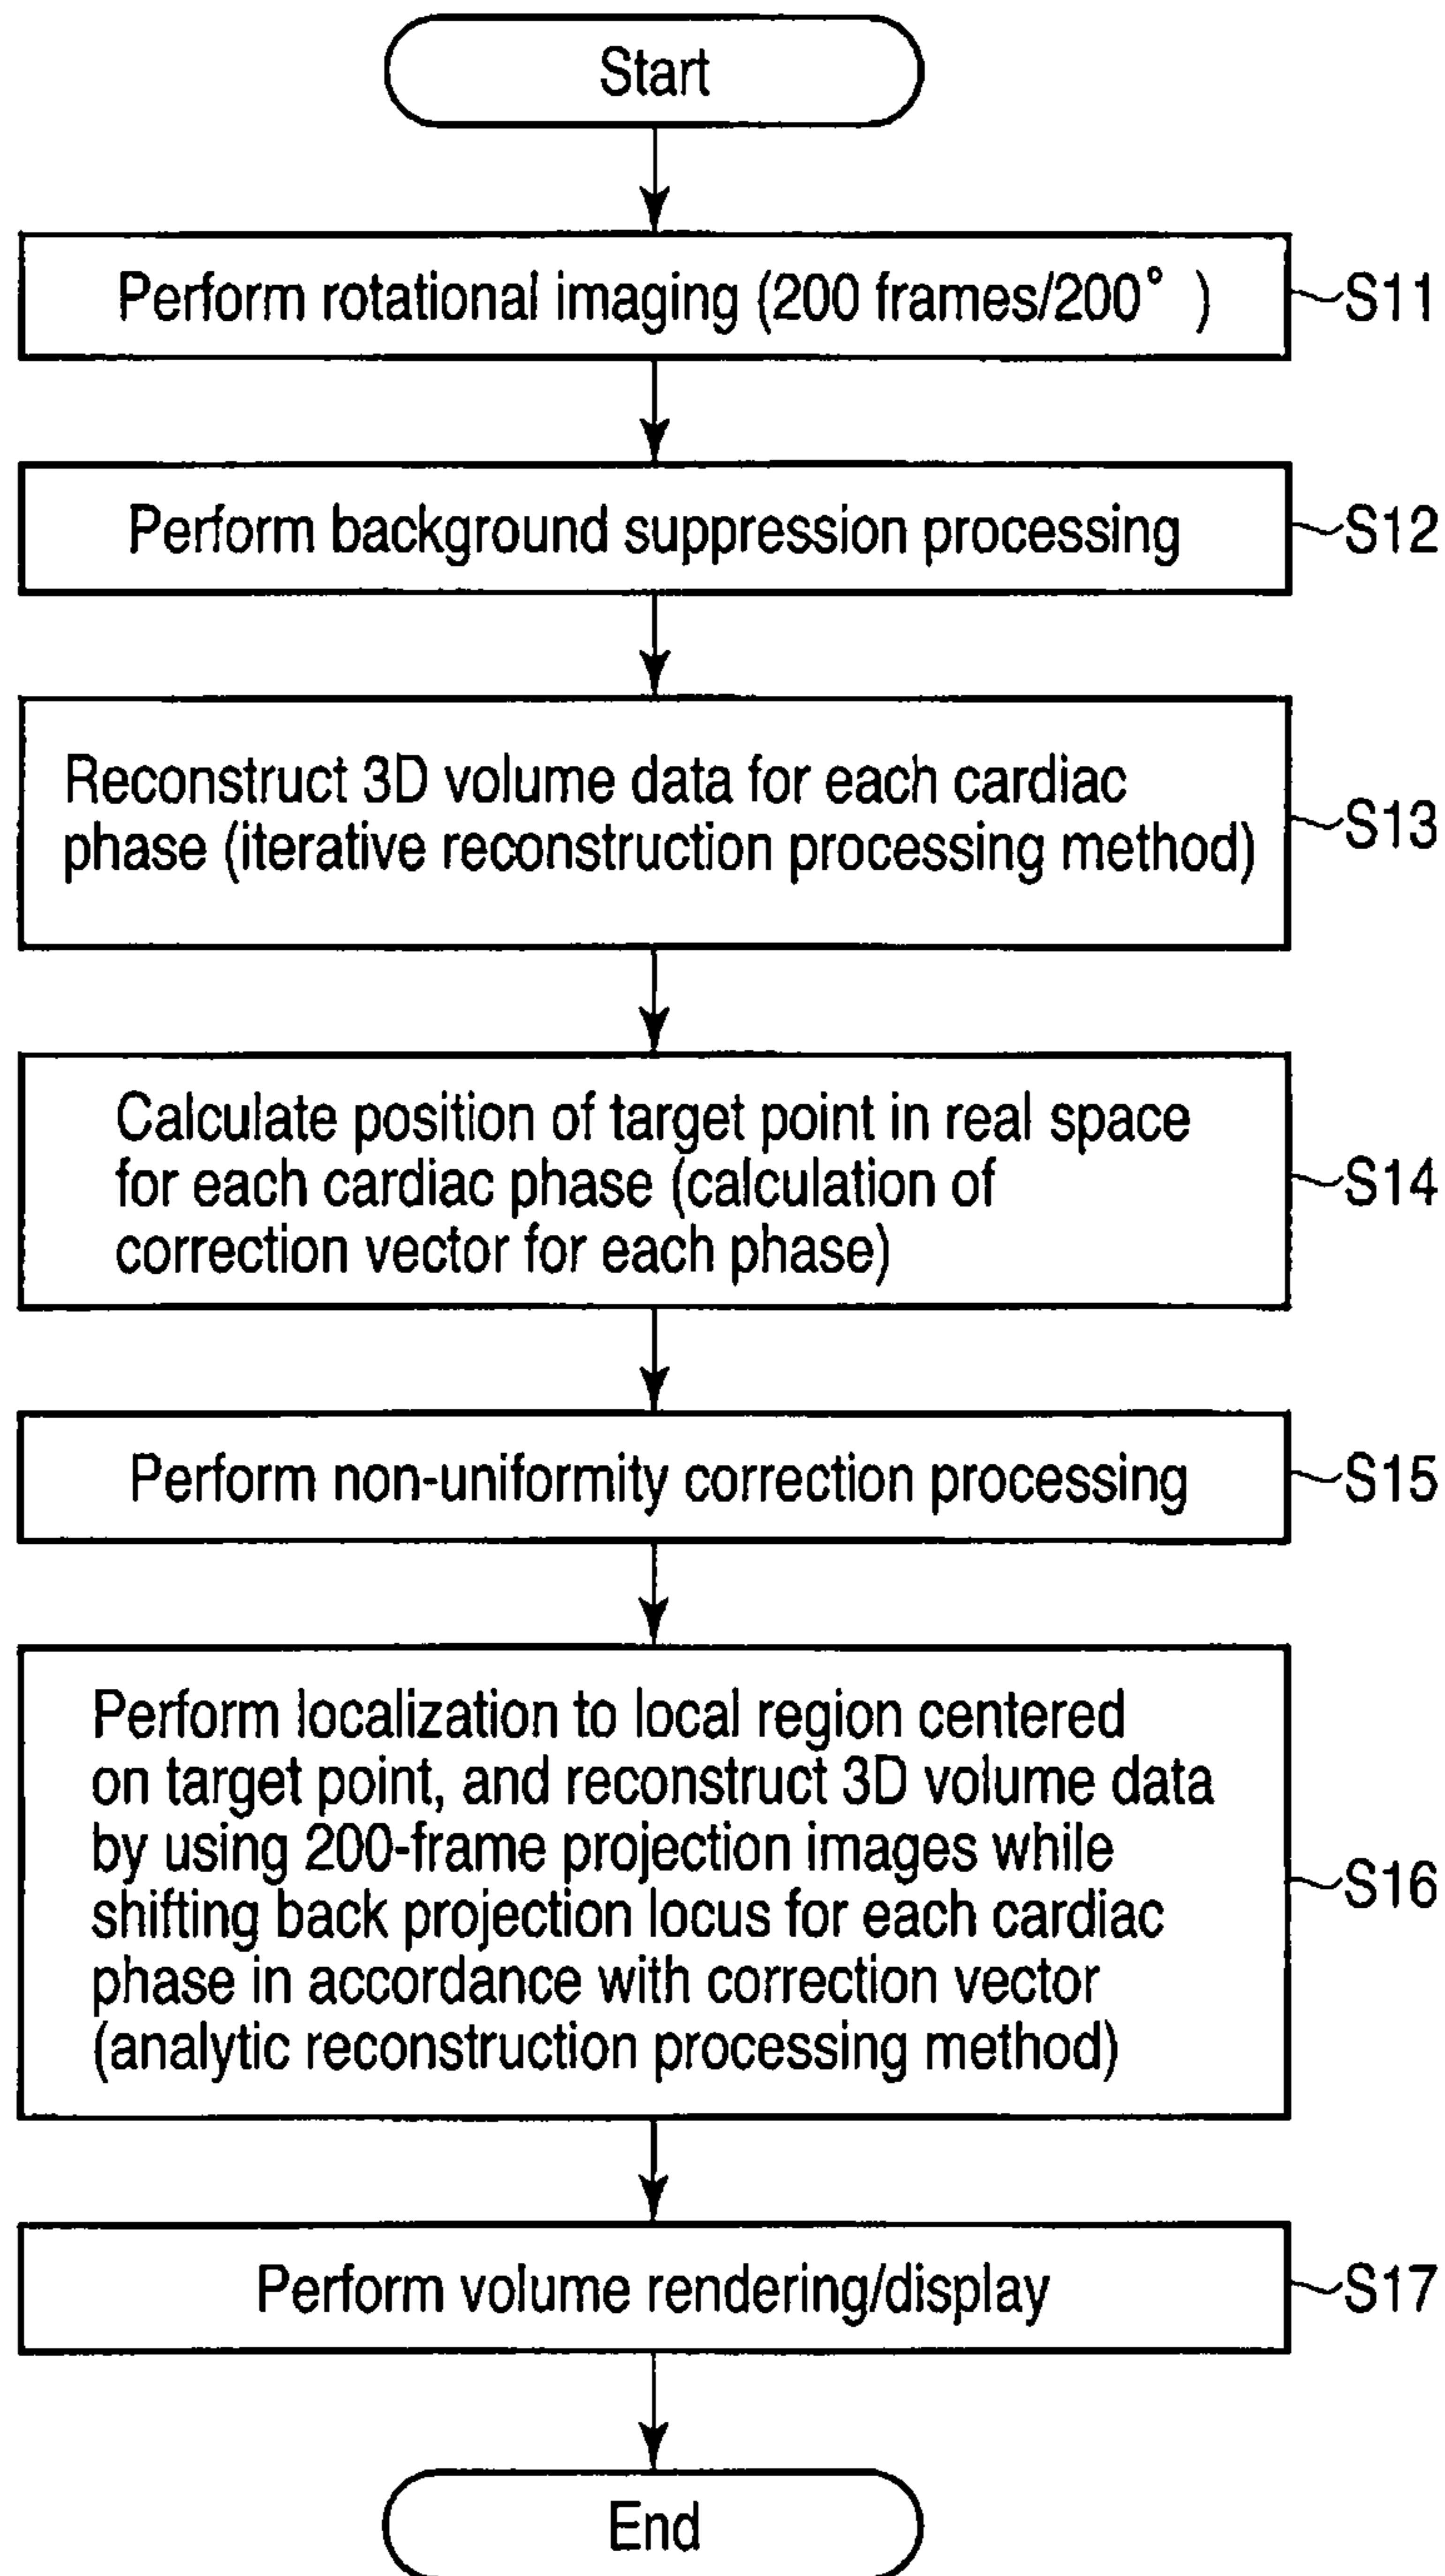 Start
Perform rotational imaging (200 frames/200° )
S11
Perform background suppression processing
S12
Reconstruct 3D volume data for each cardiac
phase (iterative reconstruction processing method)
S13
Calculate position of target point in real space
for each cardiac phase (calculation of
correction vector for each phase)
S14
Perform non-uniformity correction processing
S15
Perform localization to local region centered
on target point, and reconstruct 3D volume data
by using 200-frame projection images while
shifting back projection locus for each cardiac
phase in accordance with correction vector
(analytic reconstruction processing method)
S16
Perform volume rendering/display
S17
End